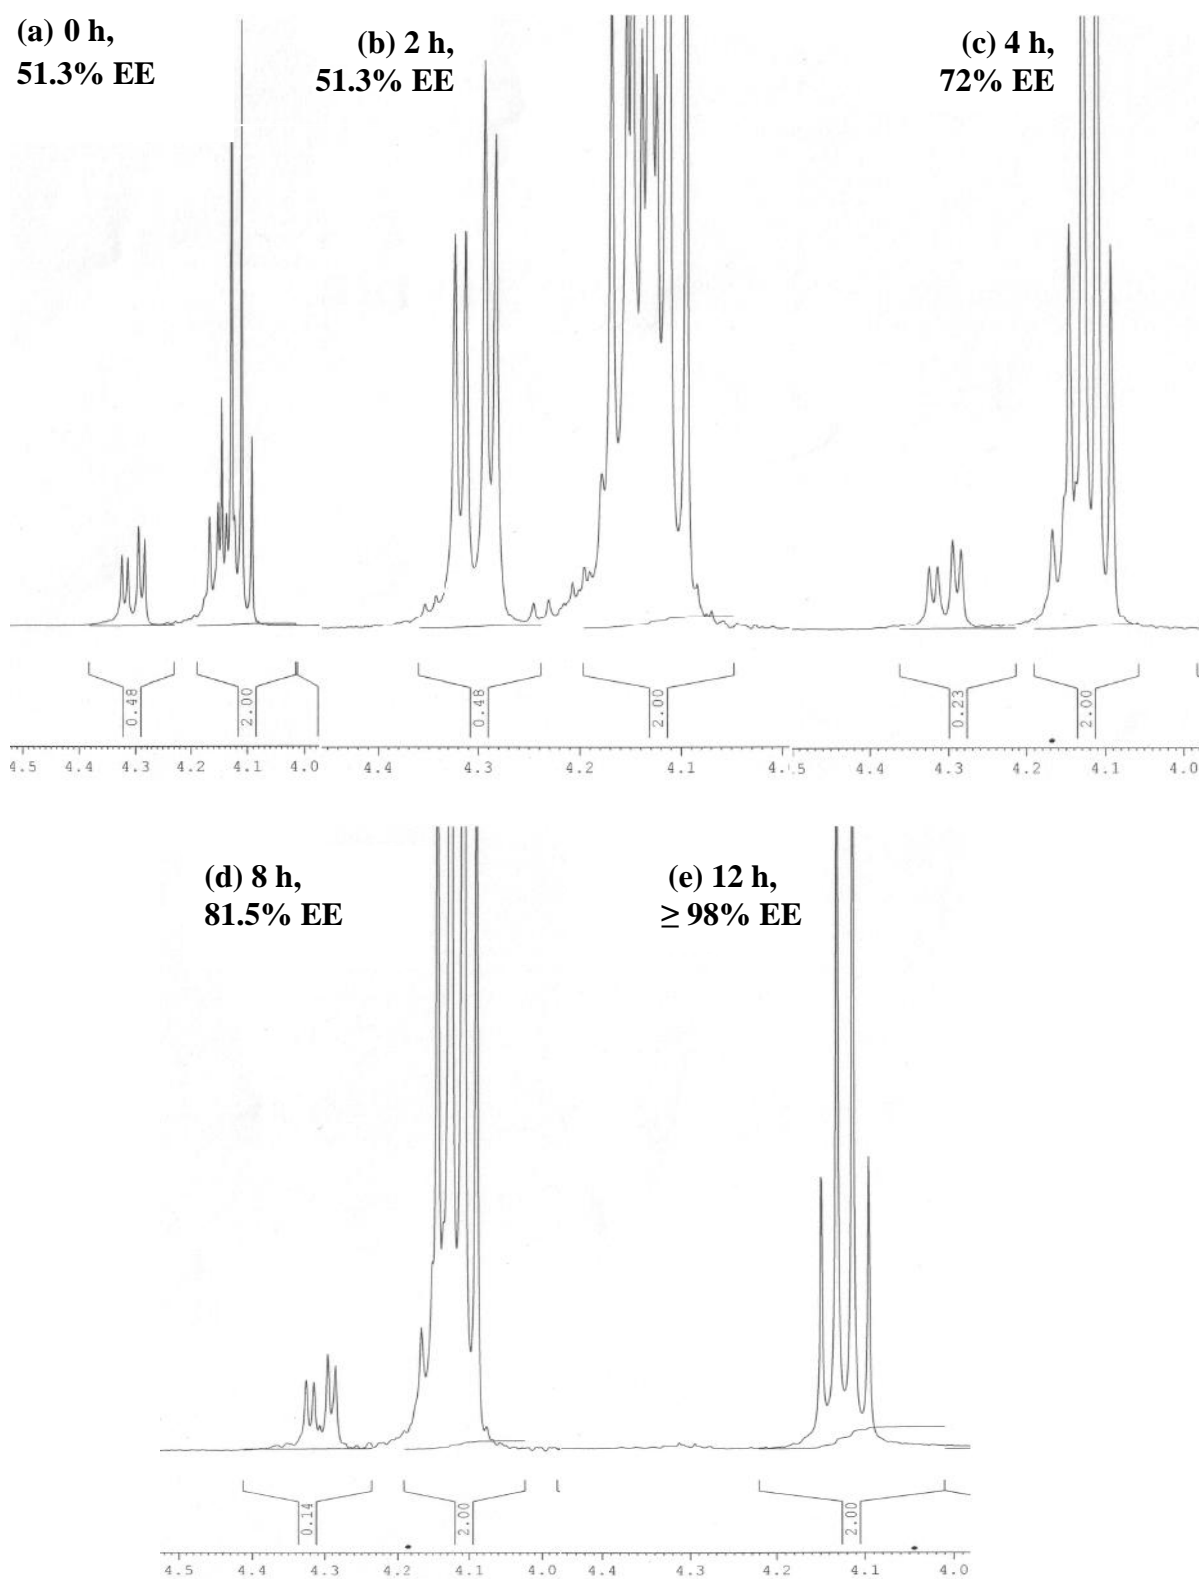 (a) 0 h,
51.3% EE
(b) 2 h,
51.3% EE
(c) 4 h,
72% EE
0.48
2.00
0.48
2.00
0.23
2.00
4.5 4.4 4.3 4.2 4.1 4.0
4.4 4.3 4.2 4.1 4.
.5 4.4 4.3 4.2 4.1 4.0
(d) 8 h,
81.5% EE
(e) 12 h,
≥ 98% EE
0.14
2.00
2.00
4.5 4.4 4.3 4.2 4.1 4.0
4.4 4.3 4.2 4.1 4.0